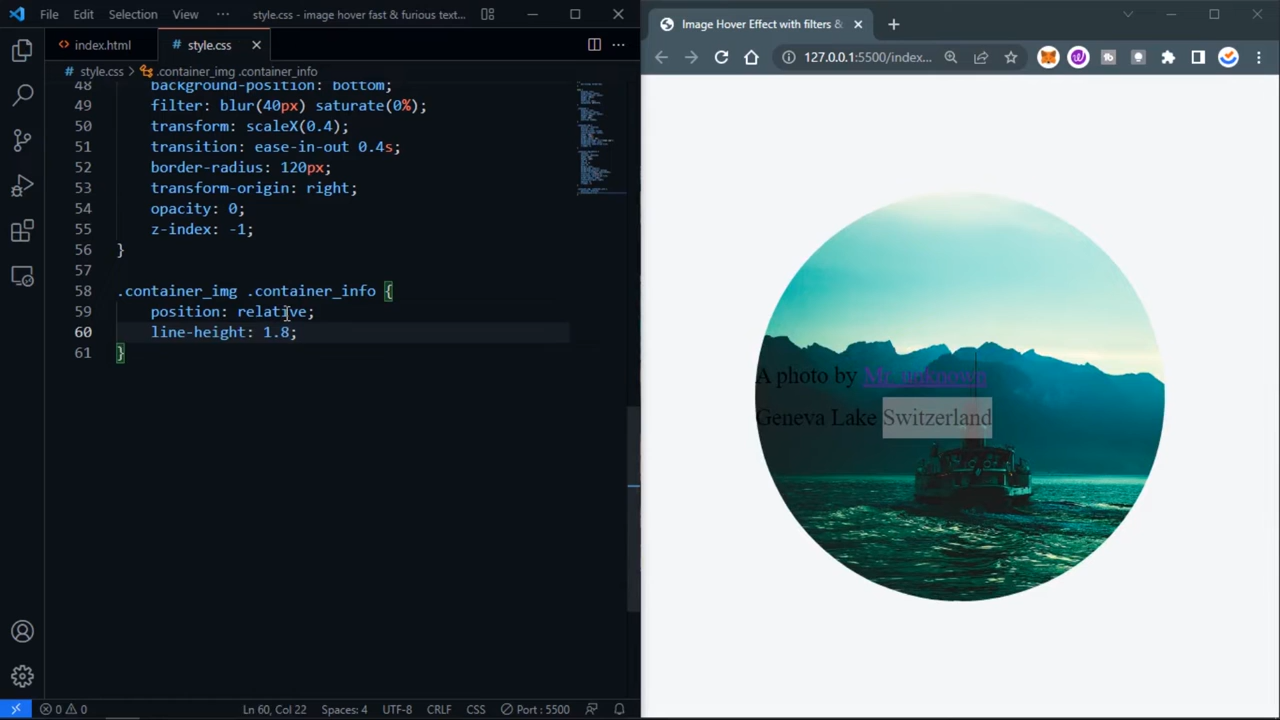 File Edit Selection View ··· style.css - image hover fast & furious text...
index.html style.css
# style.css > .container_img .container_info
48 background-position: bottom;
49 filter: blur(40px) saturate(0%);
50 transform: scaleX(0.4);
51 transition: ease-in-out 0.4s;
52 border-radius: 120px;
53 transform-origin: right;
54 opacity: 0;
55 z-index: -1;
56 }
57
58 .container_img .container_info {
59 position: relative;
60 line-height: 1.8;
61 }
0 0 Ln 60, Col 22 Spaces: 4 UTF-8 CRLF CSS Port : 5500
Image Hover Effect with filters &
127.0.0.1:5500/index...
A photo by Mr. unknown
Geneva Lake Switzerland